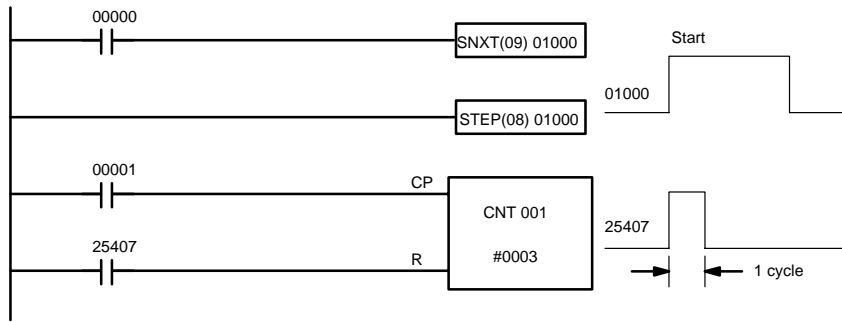 00000
SNXT(09) 01000
Start
01000
STEP(08) 01000
00001
CP
CNT 001
25407
25407
R
#0003
1 cycle